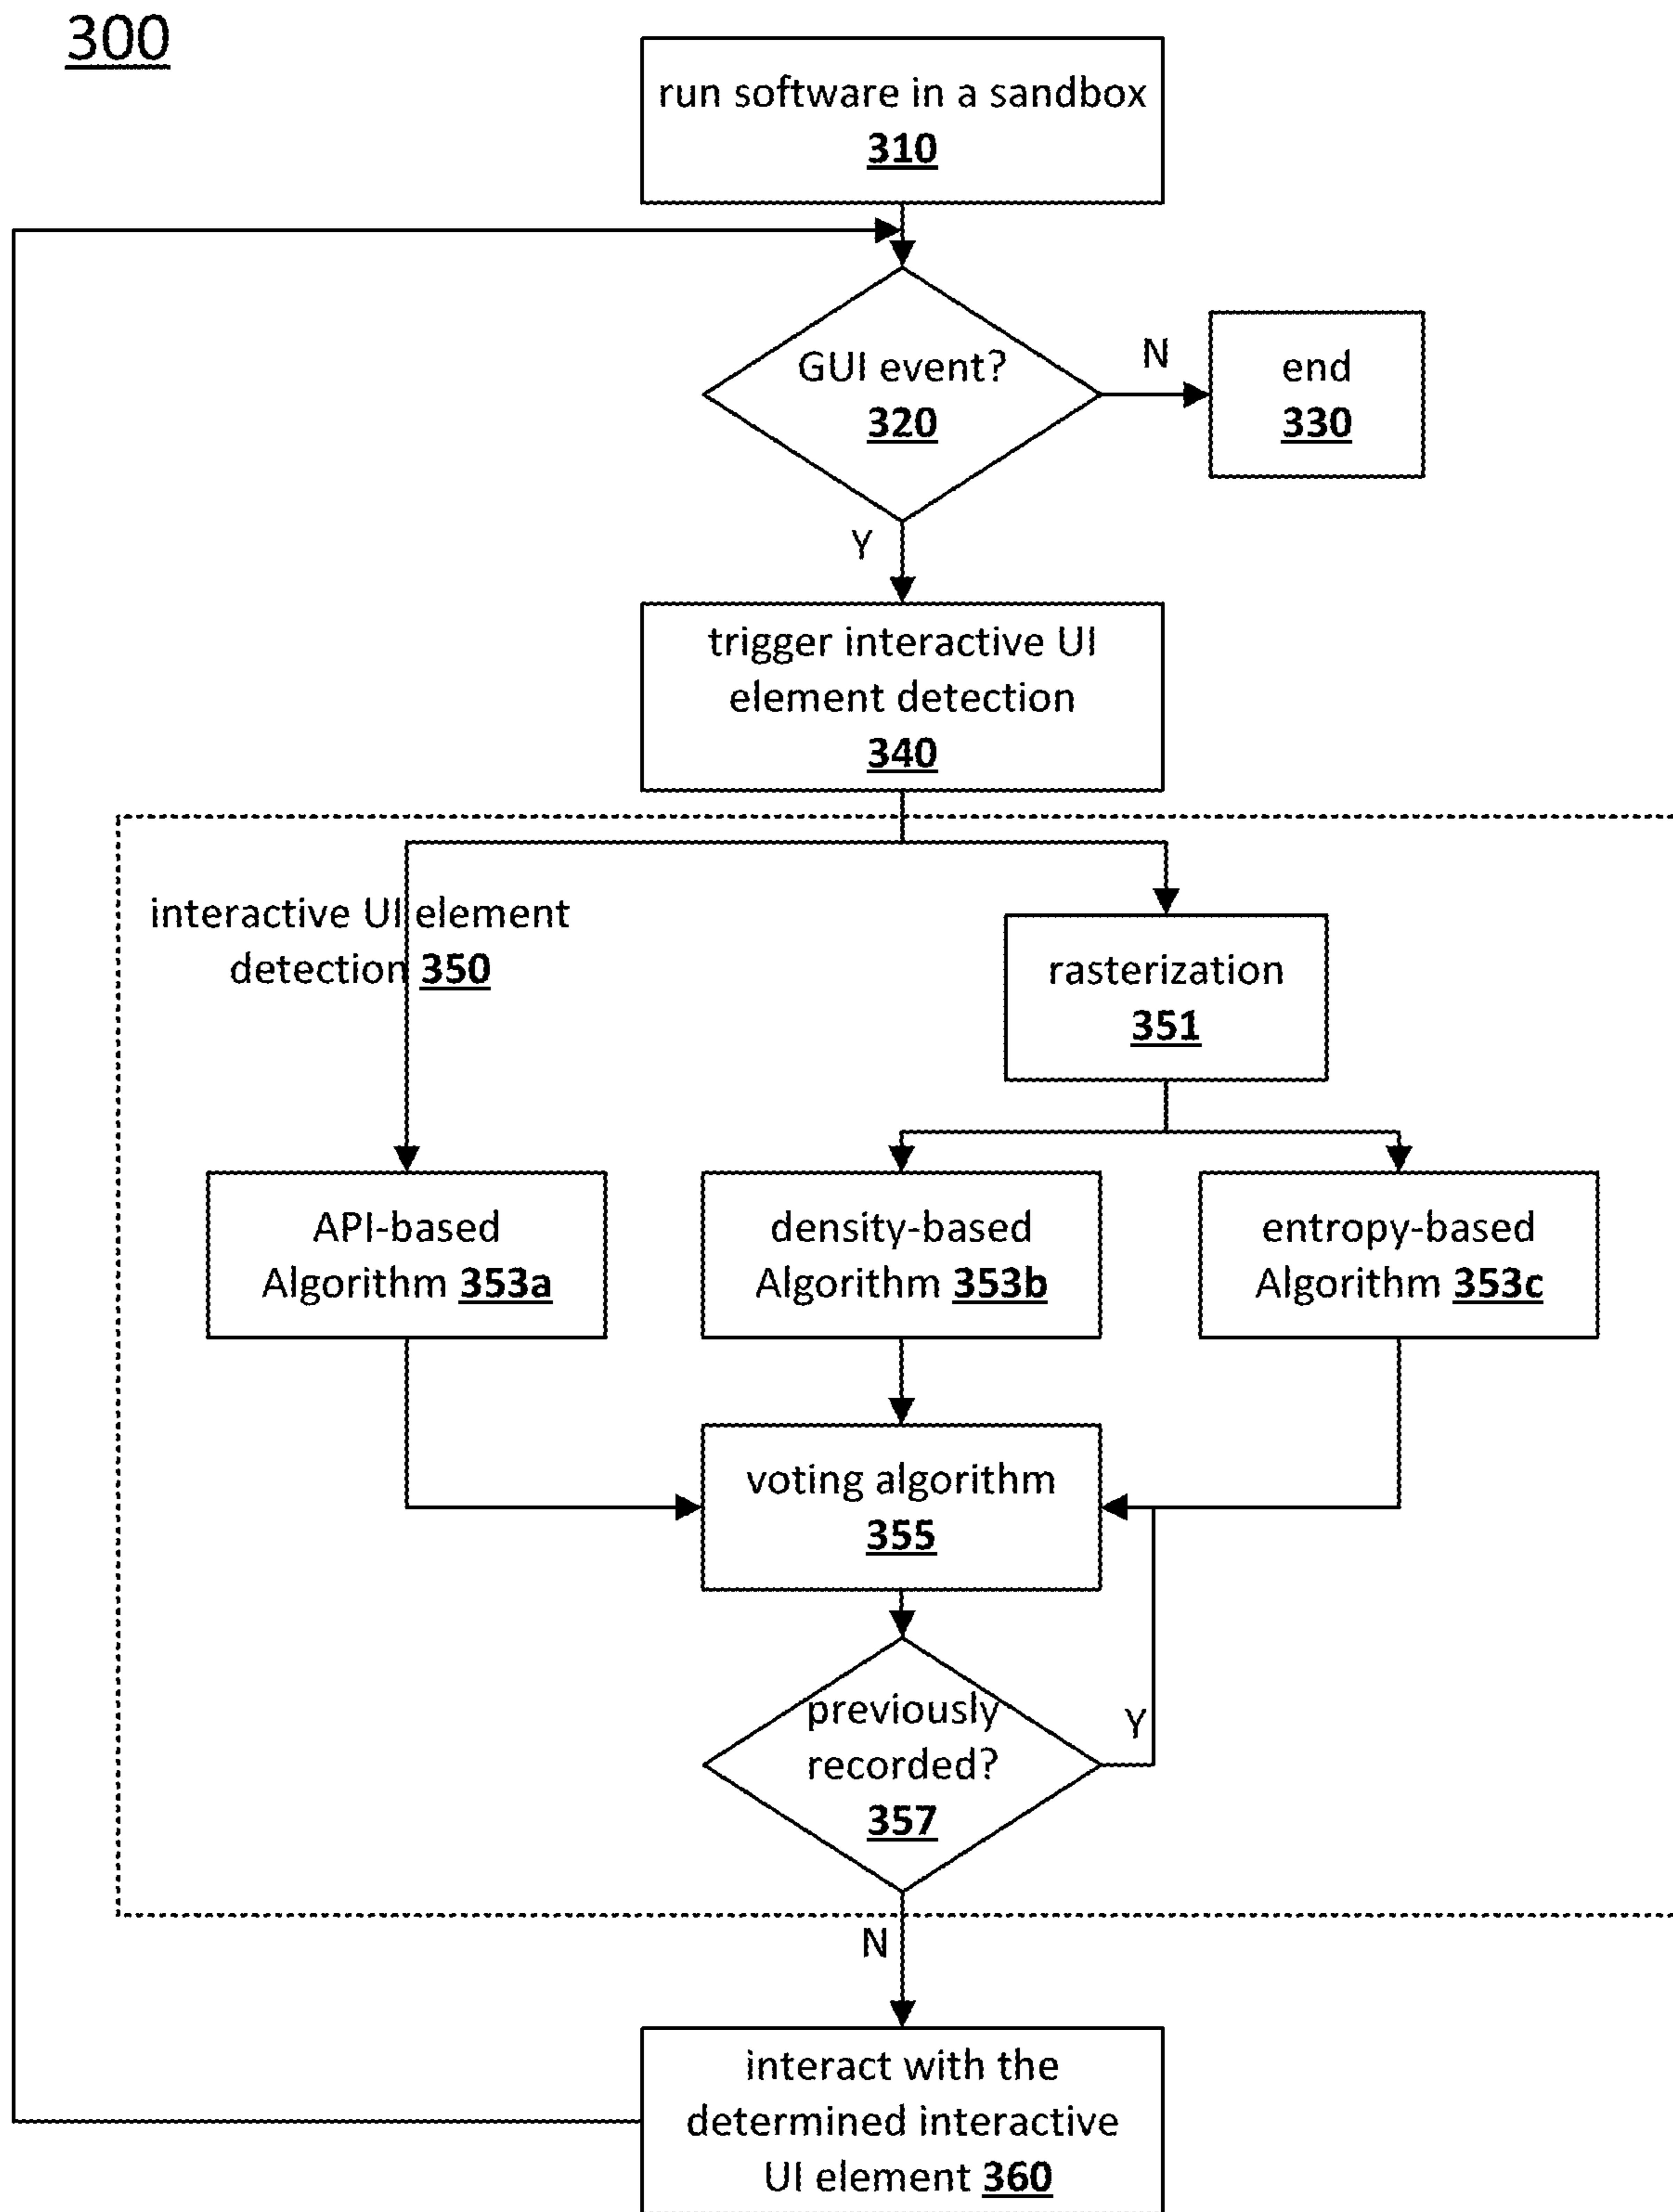 300
run software in a sandbox
310
GUI event?
320
N
end
330
Y
trigger interactive UI
element detection
340
interactive UI element
detection 350
rasterization
351
API-based
Algorithm 353a
density-based
Algorithm 353b
entropy-based
Algorithm 353c
voting algorithm
355
previously
recorded?
357
Y
N
interact with the
determined interactive
UI element 360